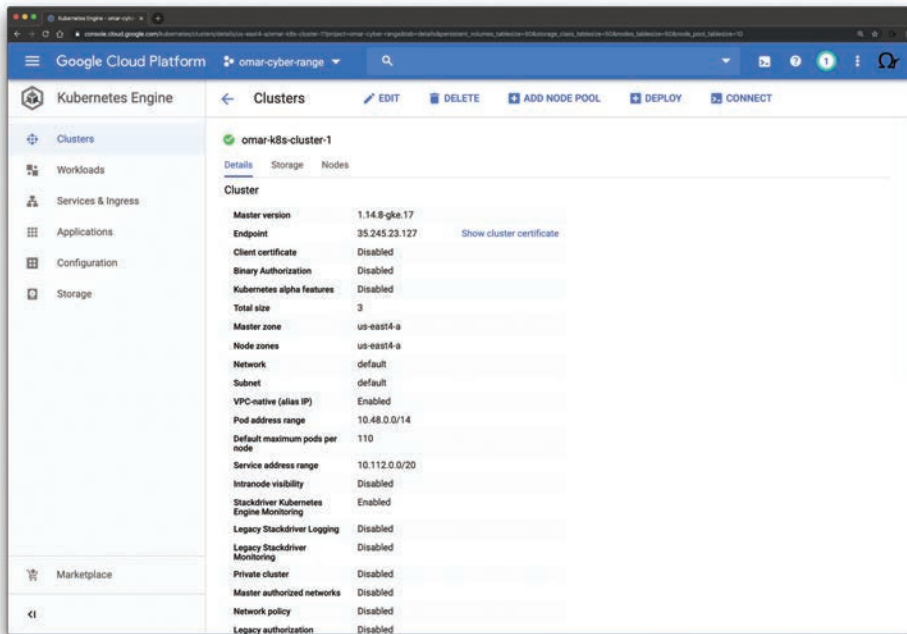 Kubernetes Engine - omar-cybe
Google Cloud Platform
omar-cyber-range
1
Kubernetes Engine
Clusters
EDIT
DELETE
ADD NODE POOL
DEPLOY
CONNECT
Clusters
Workloads
Services & Ingress
Applications
Configuration
Storage
Marketplace
omar-k8s-cluster-1
Details Storage Nodes
Cluster
Master version 1.14.8-gke.17
Endpoint 35.245.23.127 Show cluster certificate
Client certificate Disabled
Binary Authorization Disabled
Kubernetes alpha features Disabled
Total size 3
Master zone us-east4-a
Node zones us-east4-a
Network default
Subnet default
VPC-native (alias IP) Enabled
Pod address range 10.48.0.0/14
Default maximum pods per 110
node
Service address range 10.112.0.0/20
Intranode visibility Disabled
Stackdriver Kubernetes Enabled
Engine Monitoring
Legacy Stackdriver Logging Disabled
Legacy Stackdriver Disabled
Monitoring
Private cluster Disabled
Master authorized networks Disabled
Network policy Disabled
Legacy authorization Disabled